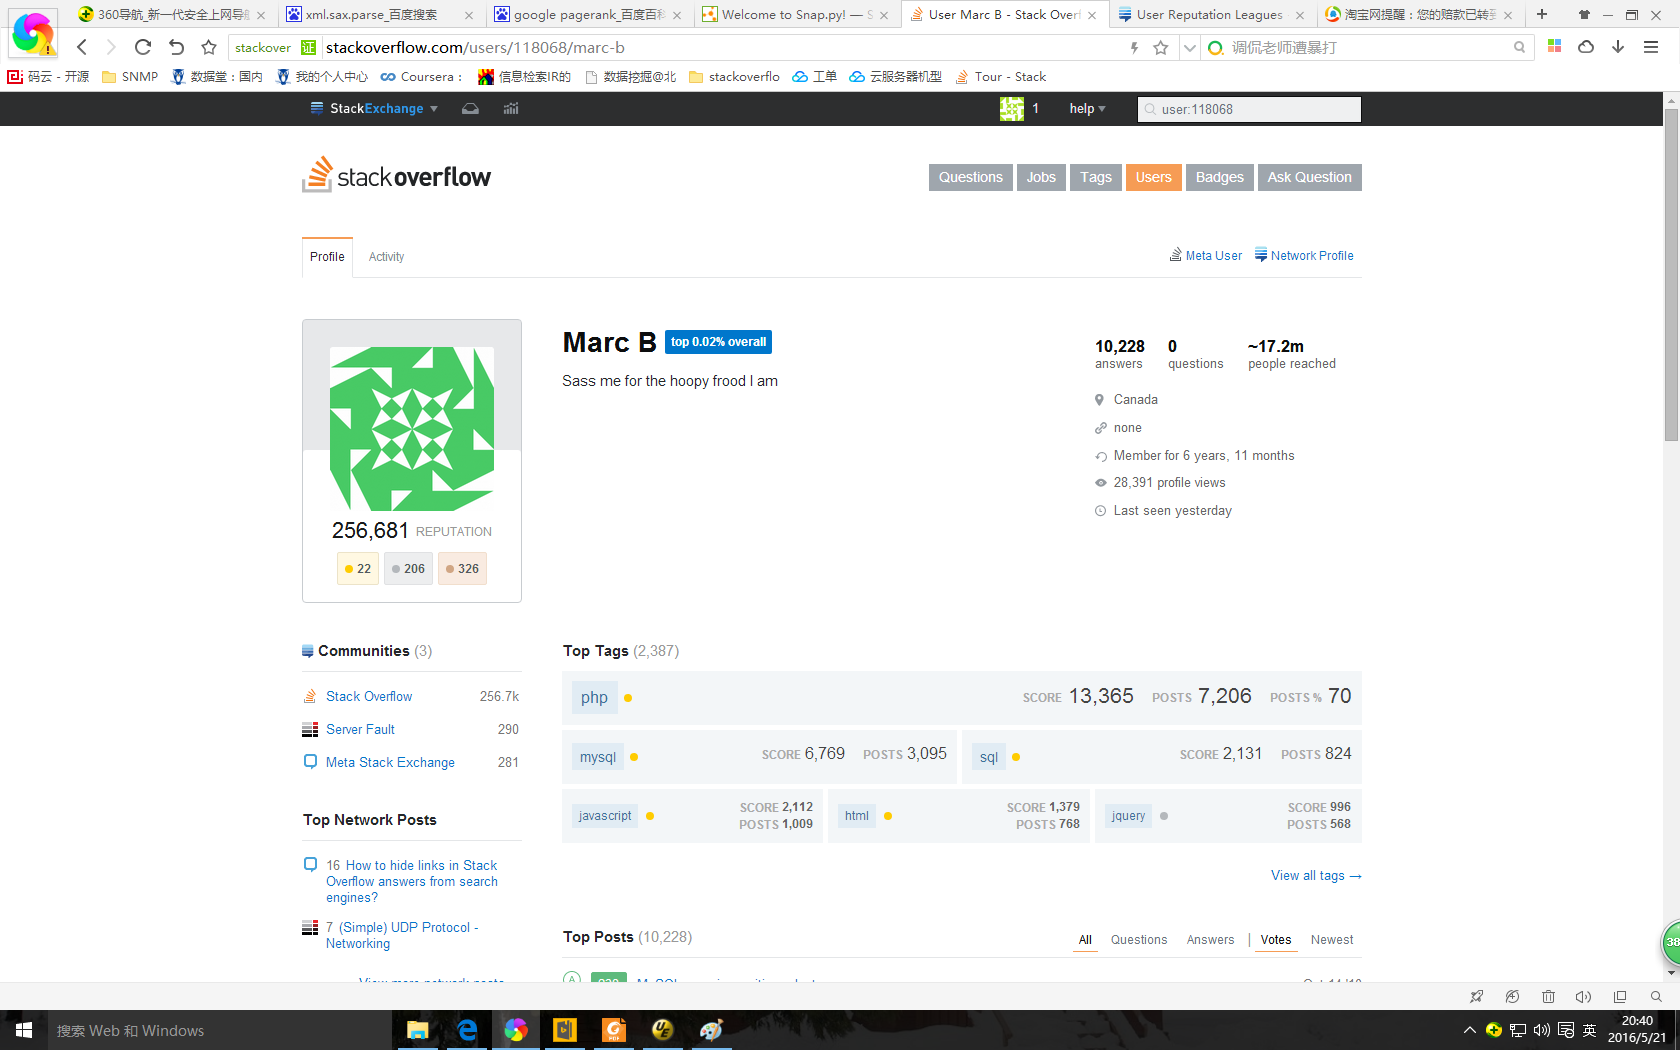 360导航_新一代安全上网导航
xml.sax.parse_百度搜索
google pagerank_百度百科
Welcome to Snap.py! — S
User Marc B - Stack Overf
User Reputation Leagues
淘宝网提醒：您的赔款已转到
stackover 证 stackoverflow.com/users/118068/marc-b
调侃老师遭暴打
码云 - 开源 SNMP 数据堂：国内 我的个人中心 Coursera : 信息检索IR的 数据挖掘@北 stackoverflo 工单 云服务器机型 Tour - Stack
StackExchange 1 help user:118068
stackoverflow
Questions Jobs Tags Users Badges Ask Question
Profile Activity Meta User Network Profile
Marc B top 0.02% overall
Sass me for the hoopy frood I am
10,228 0 ~17.2m
answers questions people reached
Canada
none
Member for 6 years, 11 months
28,391 profile views
Last seen yesterday
256,681 REPUTATION
22 206 326
Communities (3)
Stack Overflow 256.7k
Server Fault 290
Meta Stack Exchange 281
Top Network Posts
16 How to hide links in Stack
Overflow answers from search
engines?
7 (Simple) UDP Protocol -
Networking
Top Tags (2,387)
php SCORE 13,365 POSTS 7,206 POSTS % 70
mysql SCORE 6,769 POSTS 3,095
sql SCORE 2,131 POSTS 824
javascript SCORE 2,112
POSTS 1,009
html SCORE 1,379
POSTS 768
jquery SCORE 996
POSTS 568
View all tags →
Top Posts (10,228)
All Questions Answers | Votes Newest
38
搜索 Web 和 Windows
英
20:40
2016/5/21